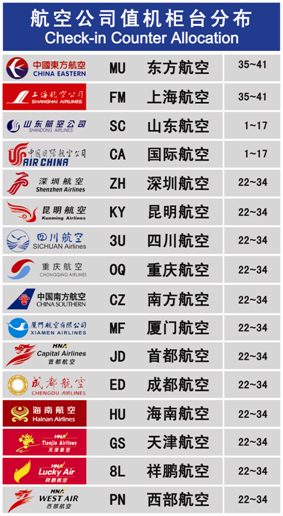 航空公司值机柜台分布
Check-in Counter Allocation
中國東方航空
CHINA EASTERN
MU 东方航空 35~41
上海航空公司
SHANGHAI AIRLINES
FM 上海航空 35~41
山东航空公司
SHANDONG AIRLINES
SC 山东航空 1~17
中国国际航空公司
AIR CHINA
CA 国际航空 1~17
深圳航空
Shenzhen Airlines
ZH 深圳航空 22~34
昆明航空
Kunming Airlines
KY 昆明航空 22~34
四川航空
SICHUAN AIRLINES
3U 四川航空 22~34
重庆航空
CHONGQING AIRLINES
OQ 重庆航空 22~34
中国南方航空
CHINA SOUTHERN
CZ 南方航空 22~34
厦门航空有限公司
XIAMEN AIRLINES
MF 厦门航空 22~34
HNA
Capital Airlines
首都航空
JD 首都航空 22~34
成都航空
CHENGDU AIRLINES
ED 成都航空 22~34
海南航空
Hainan Airlines
HU 海南航空 22~34
HNA
Tianjin Airlines
天津航空
GS 天津航空 22~34
HNA
Lucky Air
祥鹏航空
8L 祥鹏航空 22~34
HNA
WEST AIR
西部航空
PN 西部航空 22~34